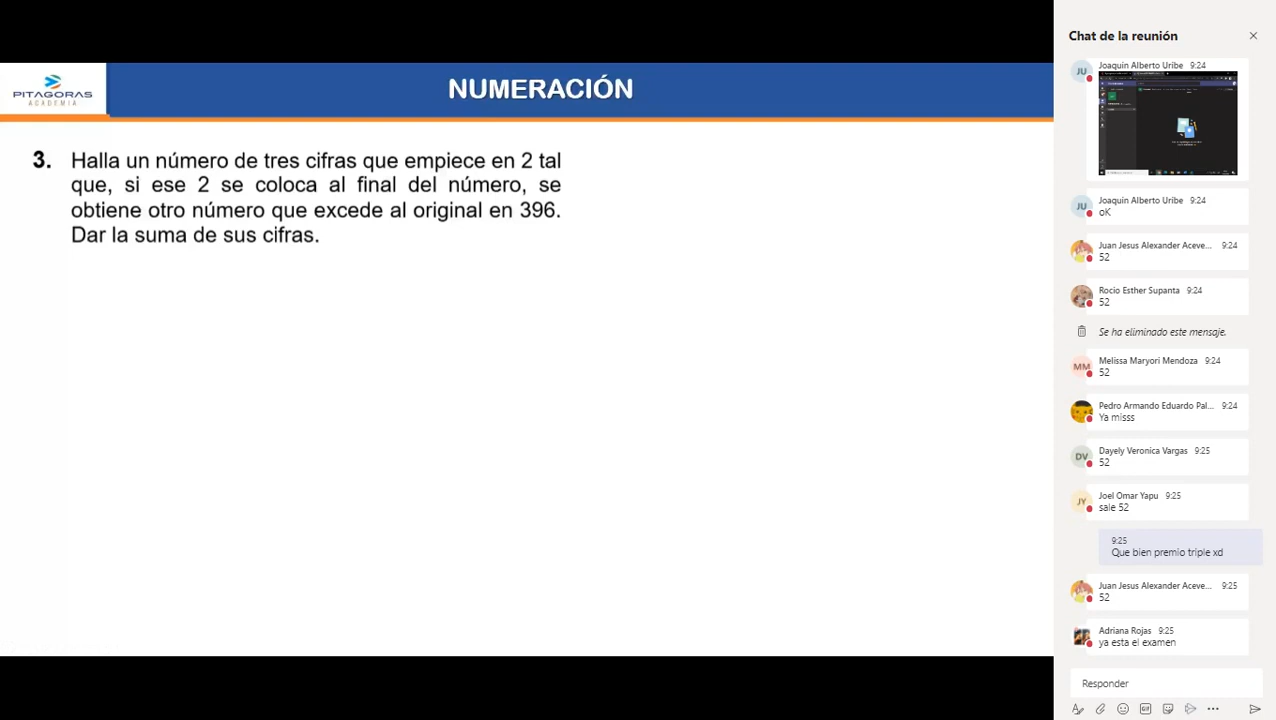 PITAGORAS
ACADEMIA
NUMERACIÓN
3. Halla un número de tres cifras que empiece en 2 tal
que, si ese 2 se coloca al final del número, se
obtiene otro número que excede al original en 396.
Dar la suma de sus cifras.
Chat de la reunión
JU
Joaquin Alberto Uribe 9:24
JU
Joaquin Alberto Uribe 9:24
oK
Juan Jesus Alexander Aceve... 9:24
52
Rocio Esther Supanta 9:24
52
Se ha eliminado este mensaje.
MM
Melissa Maryori Mendoza 9:24
52
Pedro Armando Eduardo Pal... 9:24
Ya misss
DV
Dayely Veronica Vargas 9:25
52
JY
Joel Omar Yapu 9:25
sale 52
9:25
Que bien premio triple xd
Juan Jesus Alexander Aceve... 9:25
52
Adriana Rojas 9:25
ya esta el examen
Responder
GIF